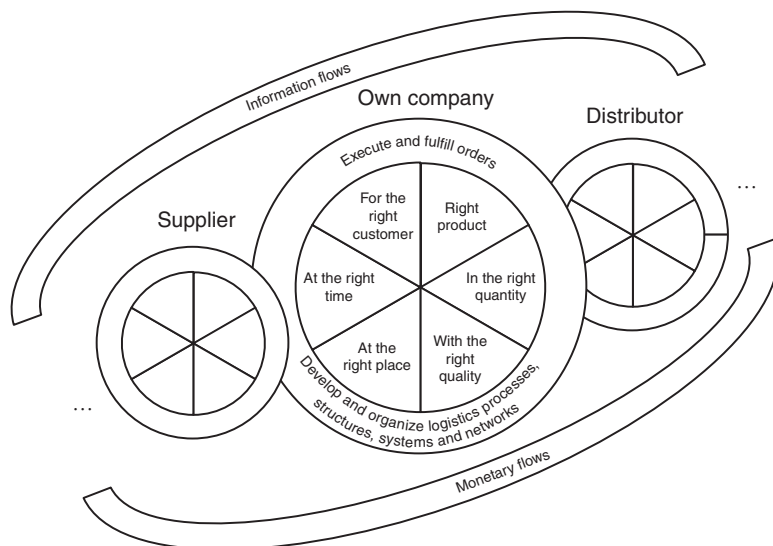 Information flows
Own company
Distributor
Execute and fulfill orders
...
Supplier
For the
right
customer
Right
product
At the right
time
In the right
quantity
At the
right place
With the
right
quality
Develop and organize logistics processes,
structures, systems and networks
...
Monetary flows